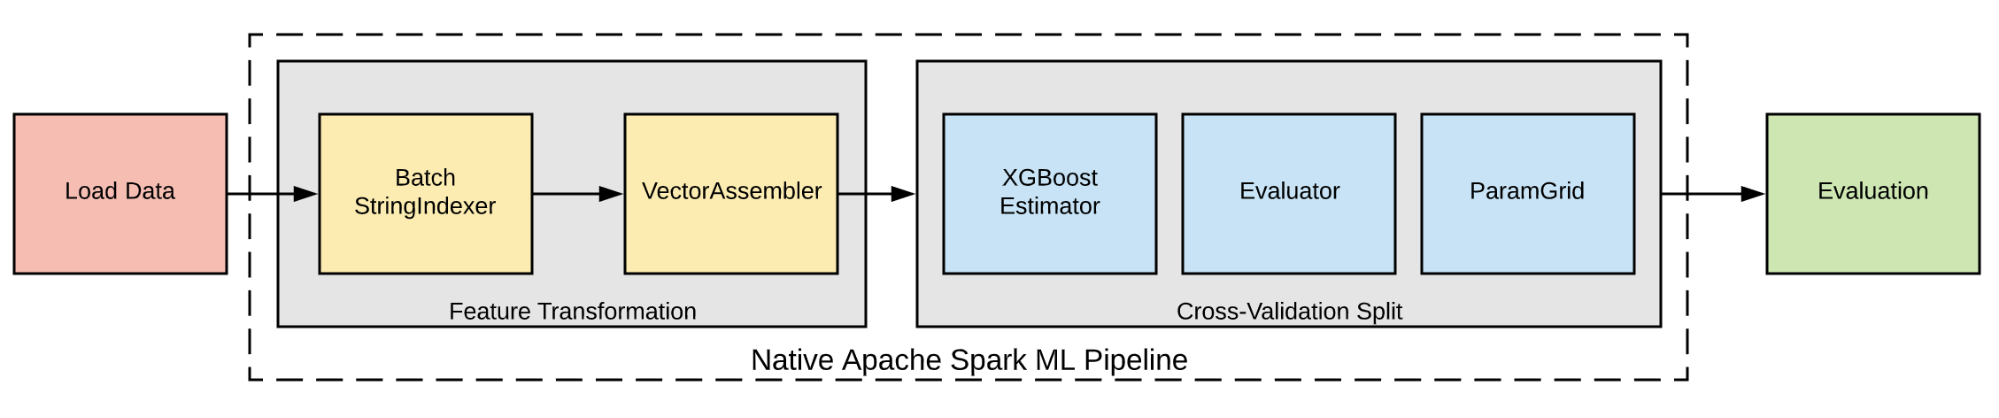 Load Data
Batch
StringIndexer
VectorAssembler
Feature Transformation
XGBoost
Estimator
Evaluator
ParamGrid
Cross-Validation Split
Evaluation
Native Apache Spark ML Pipeline